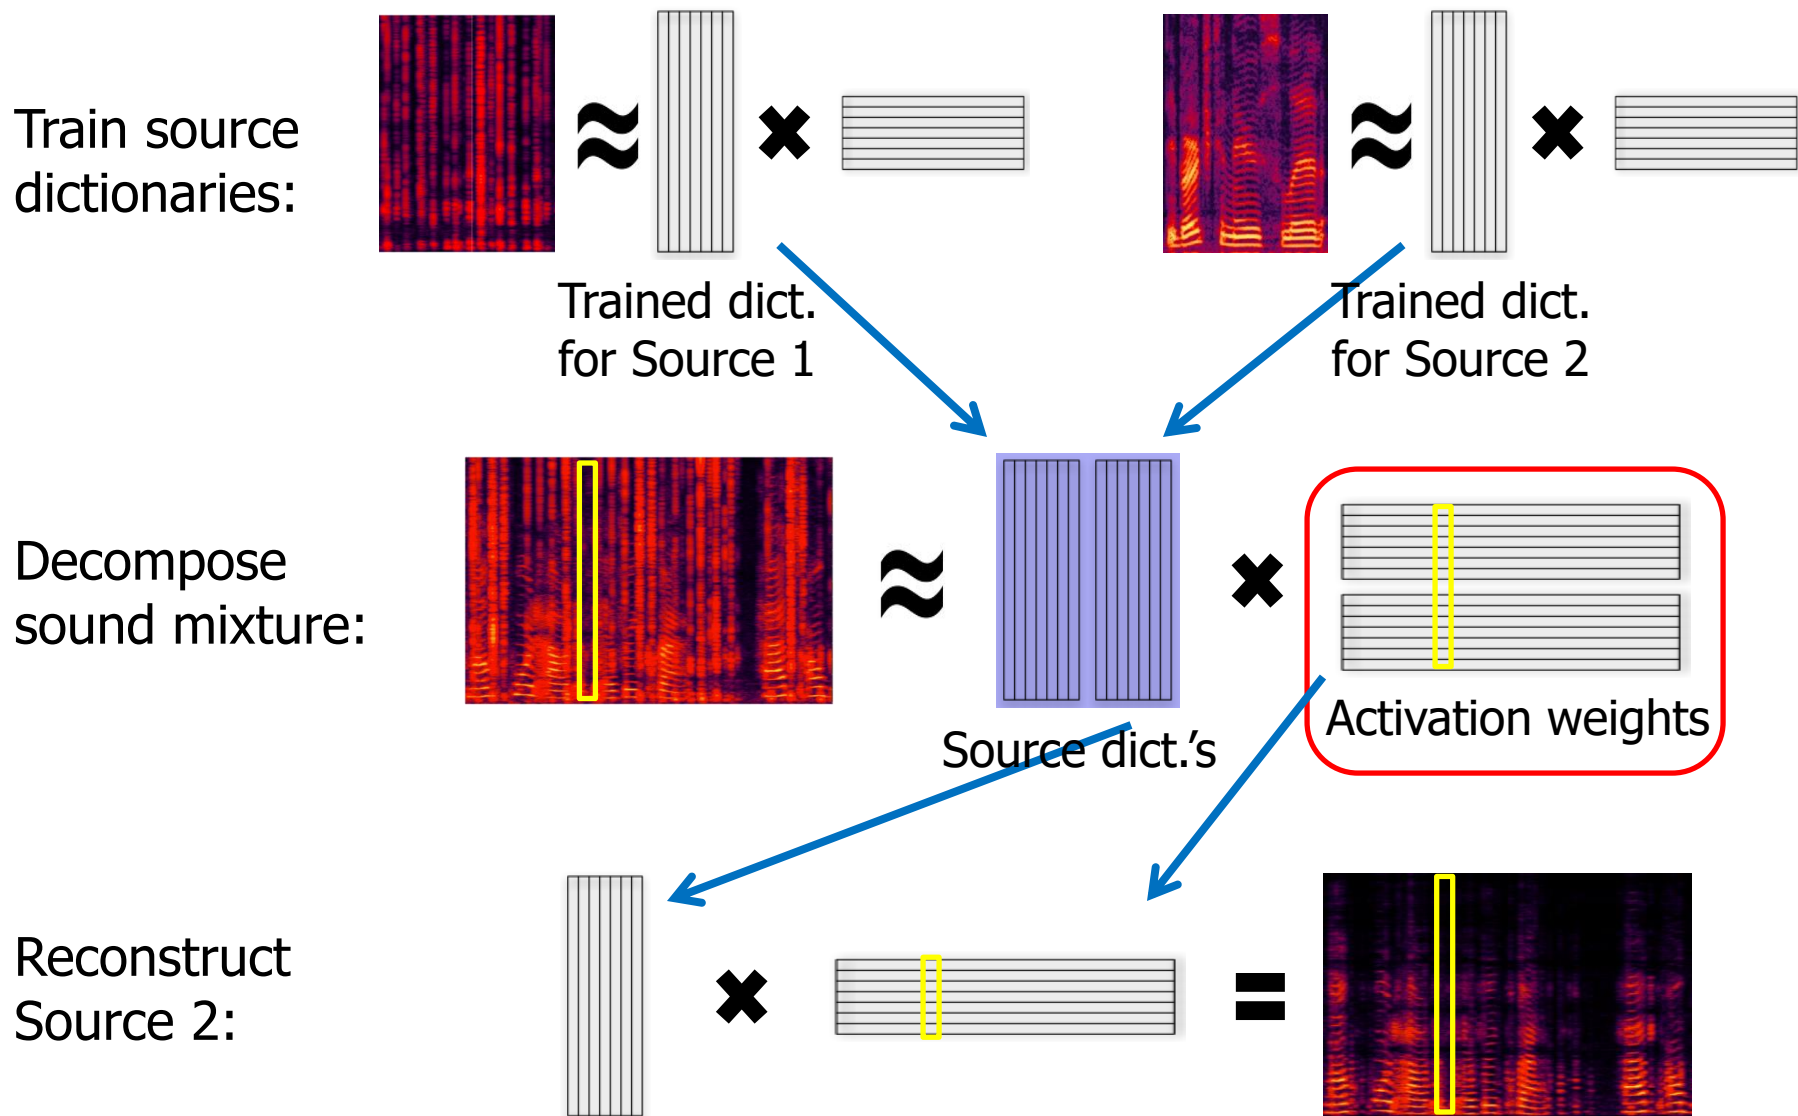 Train source
dictionaries:
Trained dict.
for Source 1
Trained dict.
for Source 2
Decompose
sound mixture:
Source dict.’s
Activation weights
Reconstruct
Source 2: